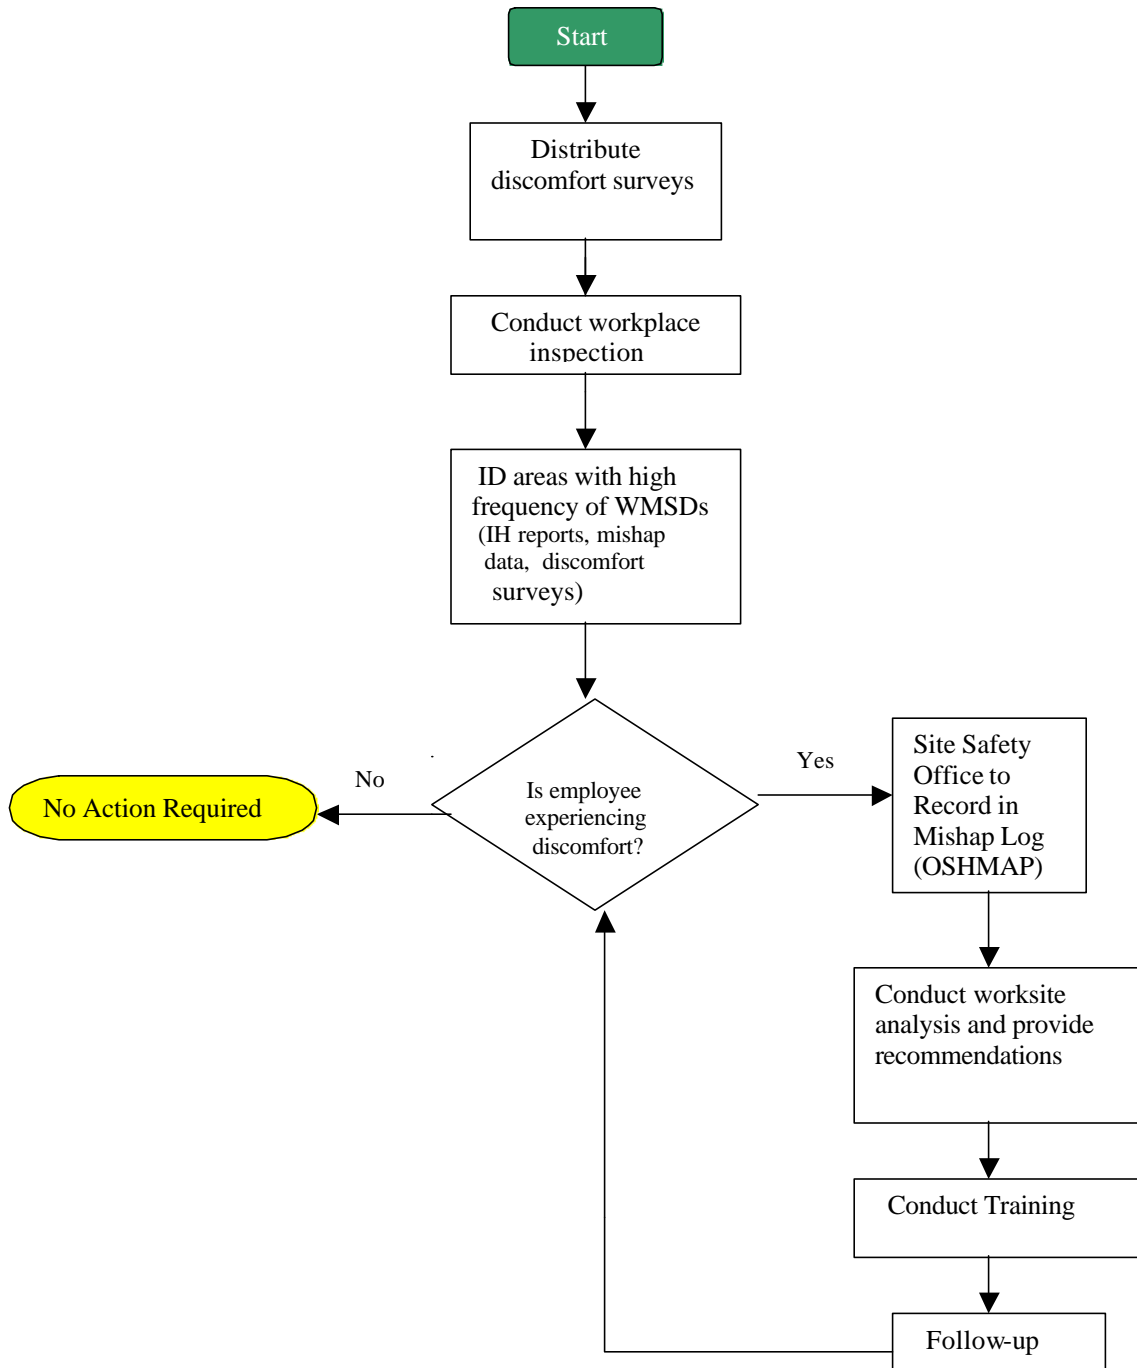 Start
Distribute
discomfort surveys
Conduct workplace
inspection
ID areas with high
frequency of WMSDs
(IH reports, mishap
data, discomfort
surveys)
Is employee
experiencing
discomfort?
No
No Action Required
Yes
Site Safety
Office to
Record in
Mishap Log
(OSHMAP)
Conduct worksite
analysis and provide
recommendations
Conduct Training
Follow-up